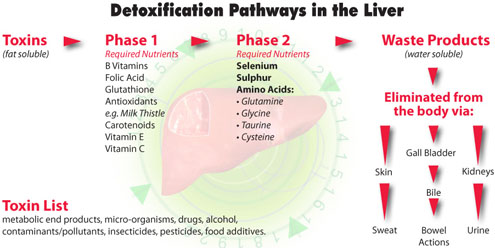 Detoxification Pathways in the Liver
Toxins
(fat soluble)
Phase 1
Required Nutrients
B Vitamins
Folic Acid
Glutathione
Antioxidants
e.g. Milk Thistle
Carotenoids
Vitamin E
Vitamin C
Phase 2
Required Nutrients
Selenium
Sulphur
Amino Acids:
• Glutamine
• Glycine
• Taurine
• Cysteine
Waste Products
(water soluble)
Eliminated from
the body via:
Skin
Sweat
Gall Bladder
Bile
Bowel
Actions
Kidneys
Urine
Toxin List
metabolic end products, micro-organisms, drugs, alcohol,
contaminants/pollutants, insecticides, pesticides, food additives.